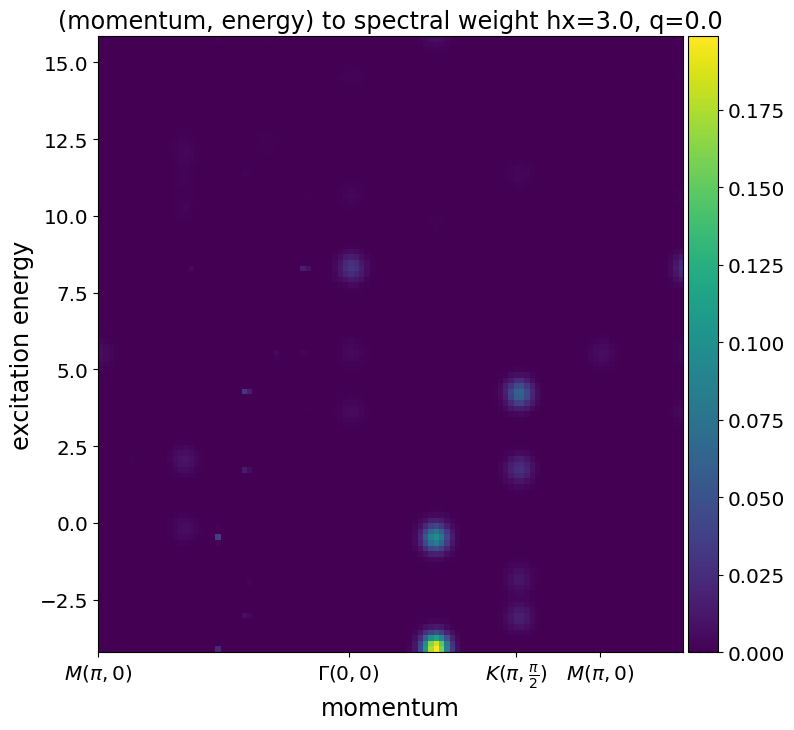 (momentum, energy) to spectral weight hx=3.0, q=0.0
15.0
12.5
10.0
7.5
5.0
2.5
0.0
−2.5
excitation energy
M(π, 0)
Γ(0, 0)
K(π, π/2)
M(π, 0)
momentum
0.175
0.150
0.125
0.100
0.075
0.050
0.025
0.000